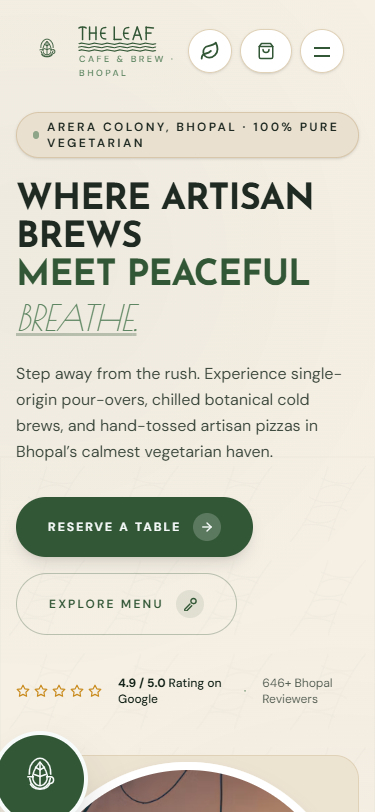 THE LEAF
CAFE & BREW ·
BHOPAL
ARERA COLONY, BHOPAL · 100% PURE
VEGETARIAN
WHERE ARTISAN
BREWS
MEET PEACEFUL
BREATHE.
Step away from the rush. Experience single-
origin pour-overs, chilled botanical cold
brews, and hand-tossed artisan pizzas in
Bhopal's calmest vegetarian haven.
RESERVE A TABLE
EXPLORE MENU
4.9 / 5.0 Rating on
Google
·
646+ Bhopal
Reviewers